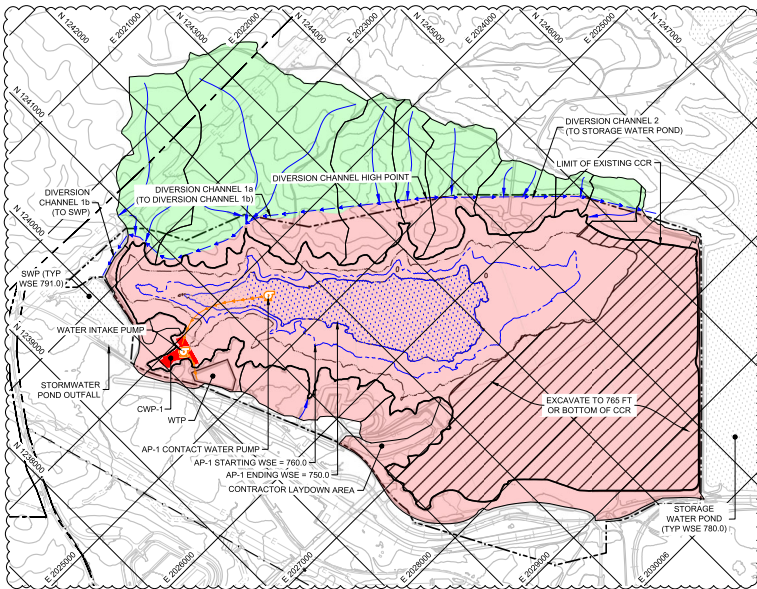 N 1242000
E 2021000
N 1243000
E 2022000
N 1244000
E 2023000
N 1245000
E 2024000
N 1246000
E 2025000
N 1247000
N 1241000
DIVERSION CHANNEL 2
(TO STORAGE WATER POND)
LIMIT OF EXISTING CCR
DIVERSION CHANNEL HIGH POINT
DIVERSION CHANNEL 1a
(TO DIVERSION CHANNEL 1b)
DIVERSION
CHANNEL 1b
(TO SWP)
N 1240000
SWP (TYP
WSE 791.0)
WATER INTAKE PUMP
N 1239000
STORMWATER
POND OUTFALL
CWP-1
WTP
EXCAVATE TO 765 FT
OR BOTTOM OF CCR
AP-1 CONTACT WATER PUMP
AP-1 STARTING WSE = 760.0
AP-1 ENDING WSE = 750.0
CONTRACTOR LAYDOWN AREA
N 1238000
STORAGE
WATER POND
(TYP WSE 780.0)
E 2025000
E 2026000
E 2027000
E 2028000
E 2029000
E 2030006